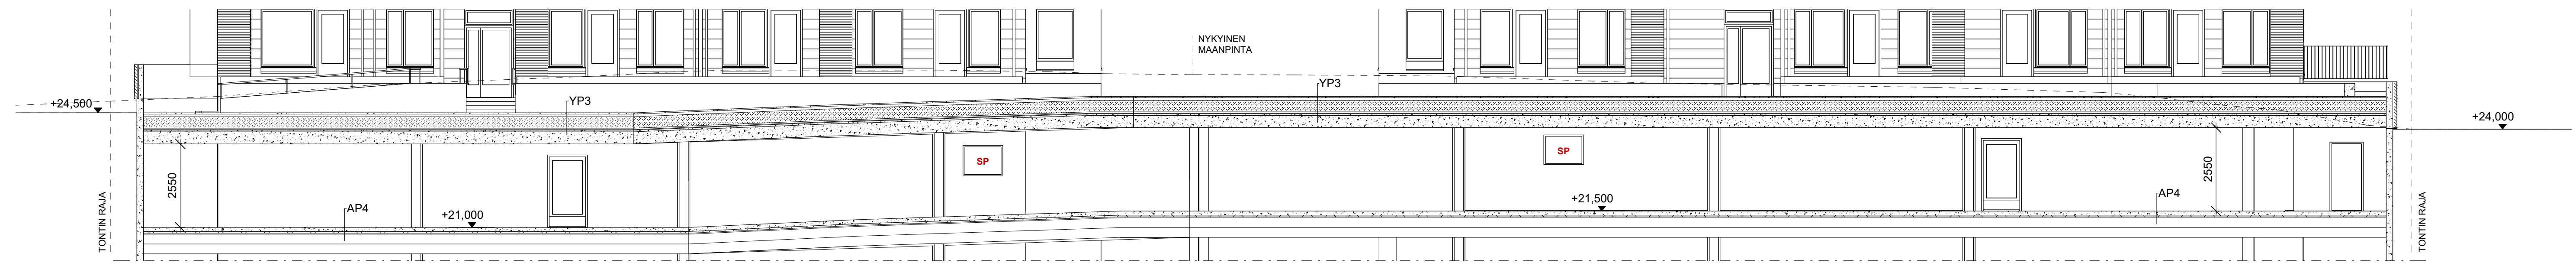 NYKYINEN
MAANPINTA
+24,500
YP3
YP3
+24,000
SP
SP
2550
2550
AP4
+21,000
+21,500
AP4
TONTIN RAJA
TONTIN RAJA